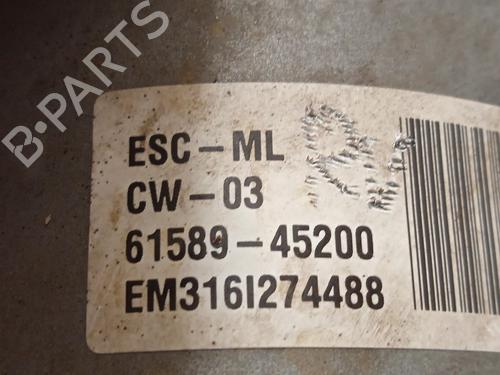 B-PARTS
ESC-ML
CW-03
61589-45200
EM316I274488